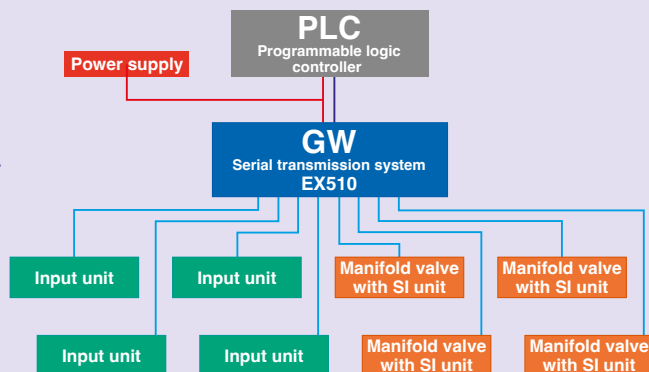 PLC
Programmable logic
controller
Power supply
GW
Serial transmission system
EX510
Input unit
Input unit
Manifold valve
with SI unit
Manifold valve
with SI unit
Input unit
Input unit
Manifold valve
with SI unit
Manifold valve
with SI unit